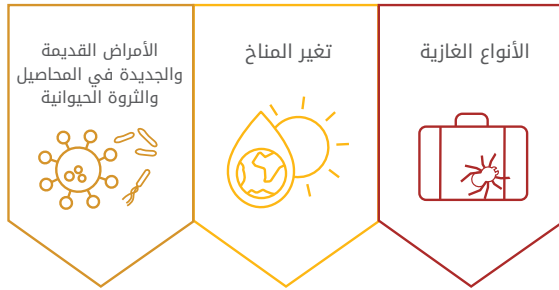 الأنواع الغازية
تغير المناخ
الأمراض القديمة
والجديدة في المحاصيل
والثروة الحيوانية